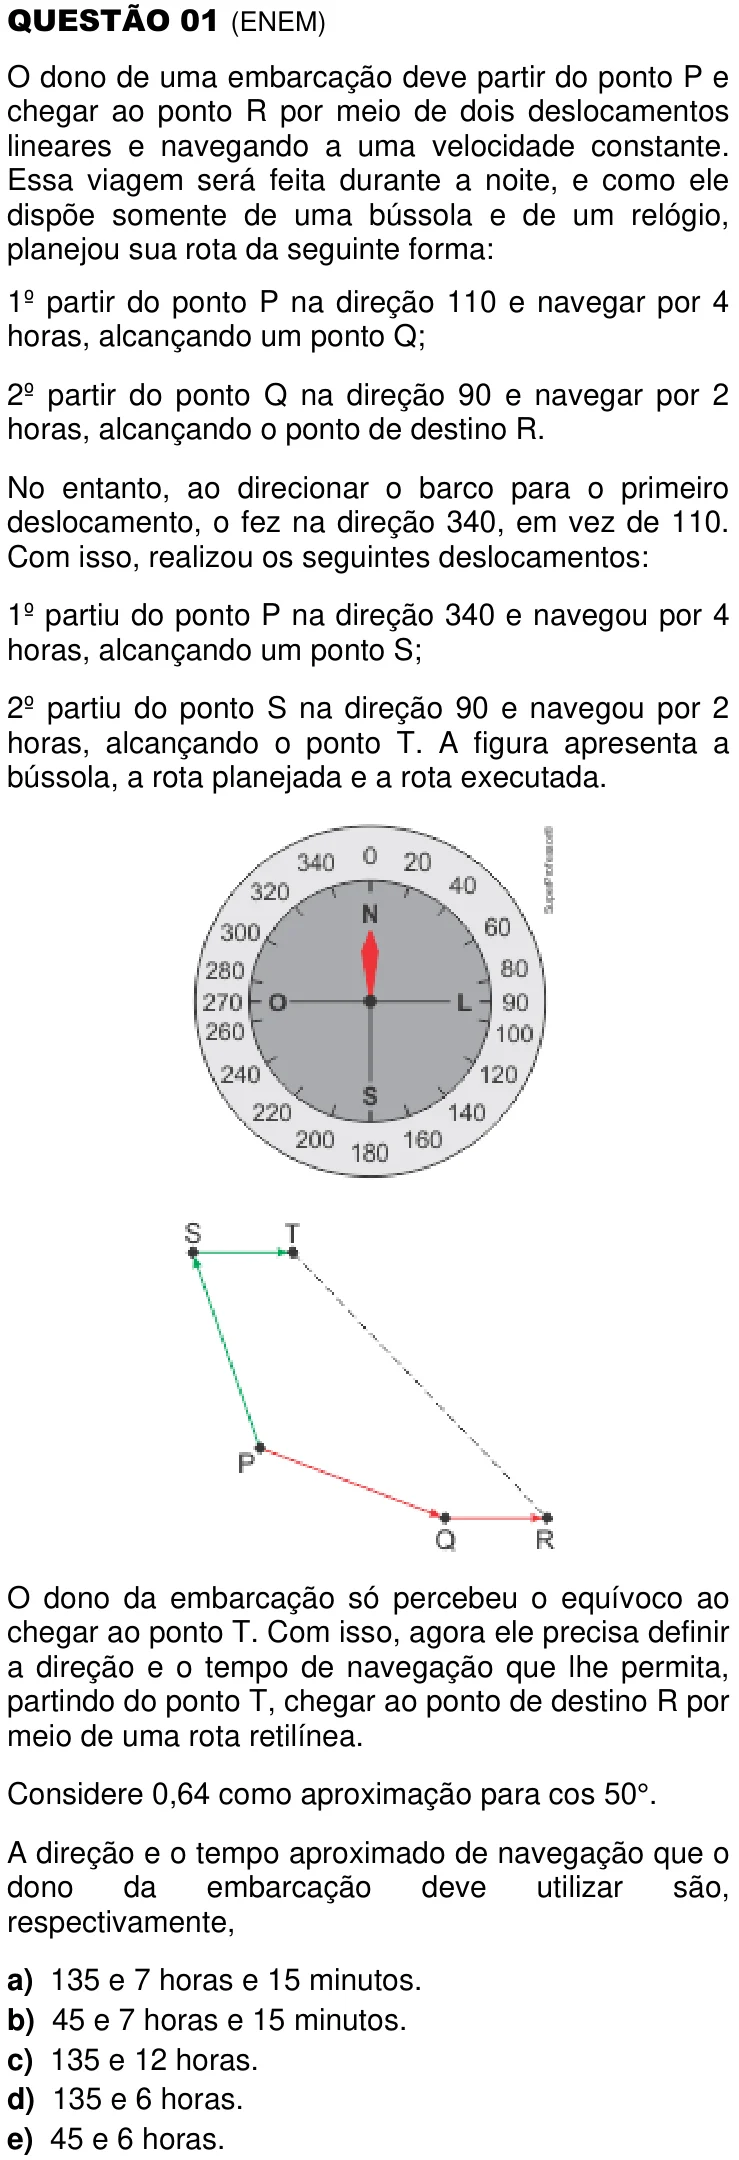 QUESTÃO 01 (ENEM)
O dono de uma embarcação deve partir do ponto P e
chegar ao ponto R por meio de dois deslocamentos
lineares e navegando a uma velocidade constante.
Essa viagem será feita durante a noite, e como ele
dispõe somente de uma bússola e de um relógio,
planejou sua rota da seguinte forma:
1º partir do ponto P na direção 110 e navegar por 4
horas, alcançando um ponto Q;
2º partir do ponto Q na direção 90 e navegar por 2
horas, alcançando o ponto de destino R.
No entanto, ao direcionar o barco para o primeiro
deslocamento, o fez na direção 340, em vez de 110.
Com isso, realizou os seguintes deslocamentos:
1º partiu do ponto P na direção 340 e navegou por 4
horas, alcançando um ponto S;
2º partiu do ponto S na direção 90 e navegou por 2
horas, alcançando o ponto T. A figura apresenta a
bússola, a rota planejada e a rota executada.
SuperProfessor®
340 0 20
320 40
300 N 60
280 80
270 O L 90
260 100
240 120
220 S 140
200 180 160
S T
P
Q R
O dono da embarcação só percebeu o equívoco ao
chegar ao ponto T. Com isso, agora ele precisa definir
a direção e o tempo de navegação que lhe permita,
partindo do ponto T, chegar ao ponto de destino R por
meio de uma rota retilínea.
Considere 0,64 como aproximação para cos 50°.
A direção e o tempo aproximado de navegação que o
dono da embarcação deve utilizar são,
respectivamente,
a) 135 e 7 horas e 15 minutos.
b) 45 e 7 horas e 15 minutos.
c) 135 e 12 horas.
d) 135 e 6 horas.
e) 45 e 6 horas.